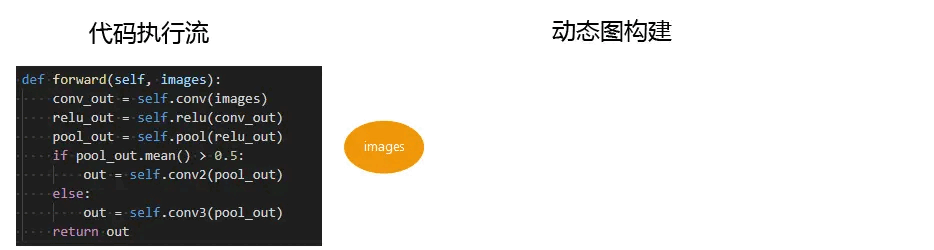 代码执行流
动态图构建
def forward(self, images):
    conv_out = self.conv(images)
    relu_out = self.relu(conv_out)
    pool_out = self.pool(relu_out)
    if pool_out.mean() > 0.5:
        out = self.conv2(pool_out)
    else:
        out = self.conv3(pool_out)
    return out
images